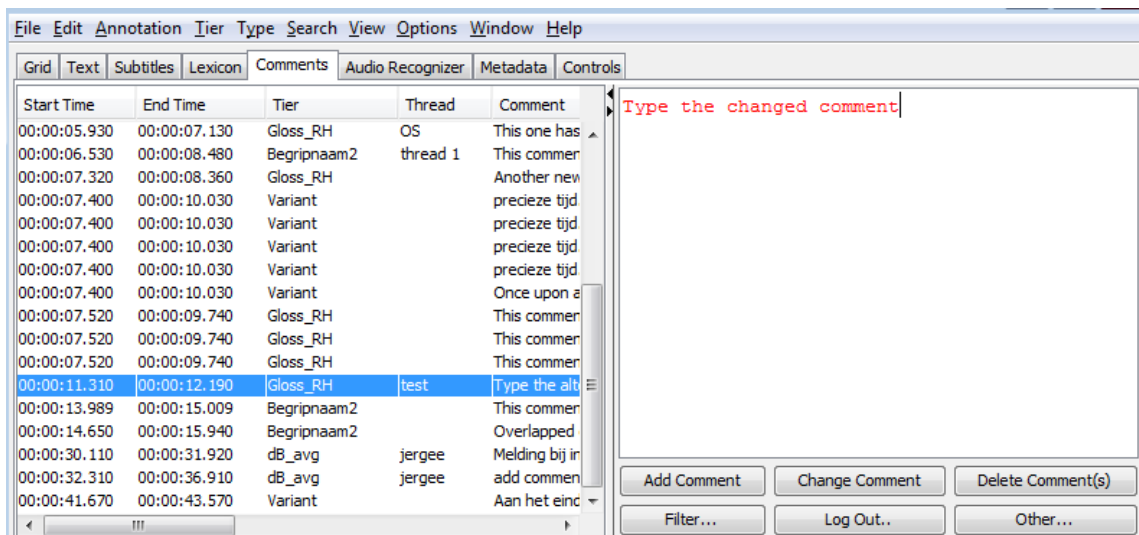 File Edit Annotation Tier Type Search View Options Window Help
Grid Text Subtitles Lexicon Comments Audio Recognizer Metadata Controls
Start Time End Time Tier Thread Comment
00:00:05.930 00:00:07.130 Gloss_RH OS This one has
00:00:06.530 00:00:08.480 Begripnaam2 thread 1 This commen
00:00:07.320 00:00:08.360 Gloss_RH Another new
00:00:07.400 00:00:10.030 Variant precieze tijd
00:00:07.400 00:00:10.030 Variant precieze tijd
00:00:07.400 00:00:10.030 Variant precieze tijd
00:00:07.400 00:00:10.030 Variant precieze tijd
00:00:07.400 00:00:10.030 Variant Once upon a
00:00:07.520 00:00:09.740 Gloss_RH This commen
00:00:07.520 00:00:09.740 Gloss_RH This commen
00:00:07.520 00:00:09.740 Gloss_RH This commen
00:00:11.310 00:00:12.190 Gloss_RH test Type the alt
00:00:13.989 00:00:15.009 Begripnaam2 This commen
00:00:14.650 00:00:15.940 Begripnaam2 Overlapped
00:00:30.110 00:00:31.920 dB_avg jergee Melding bij in
00:00:32.310 00:00:36.910 dB_avg jergee add commen
00:00:41.670 00:00:43.570 Variant Aan het eind
Type the changed comment
Add Comment Change Comment Delete Comment(s)
Filter... Log Out.. Other...